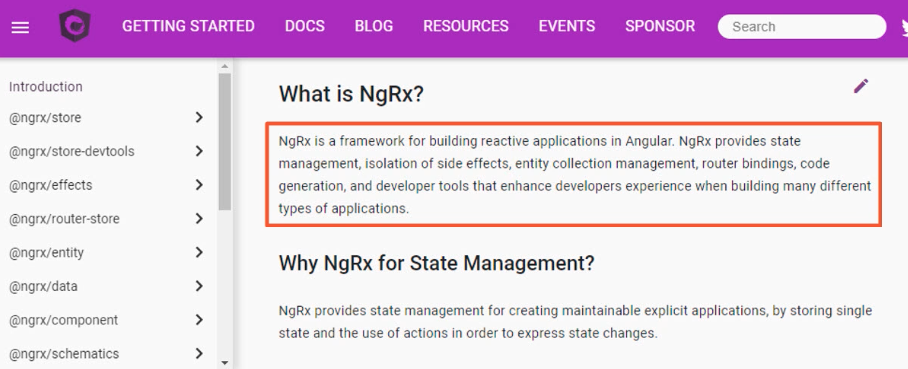 GETTING STARTED DOCS BLOG RESOURCES EVENTS SPONSOR Search
Introduction
@ngrx/store
@ngrx/store-devtools
@ngrx/effects
@ngrx/router-store
@ngrx/entity
@ngrx/data
@ngrx/component
@ngrx/schematics
What is NgRx?
NgRx is a framework for building reactive applications in Angular. NgRx provides state
management, isolation of side effects, entity collection management, router bindings, code
generation, and developer tools that enhance developers experience when building many different
types of applications.
Why NgRx for State Management?
NgRx provides state management for creating maintainable explicit applications, by storing single
state and the use of actions in order to express state changes.